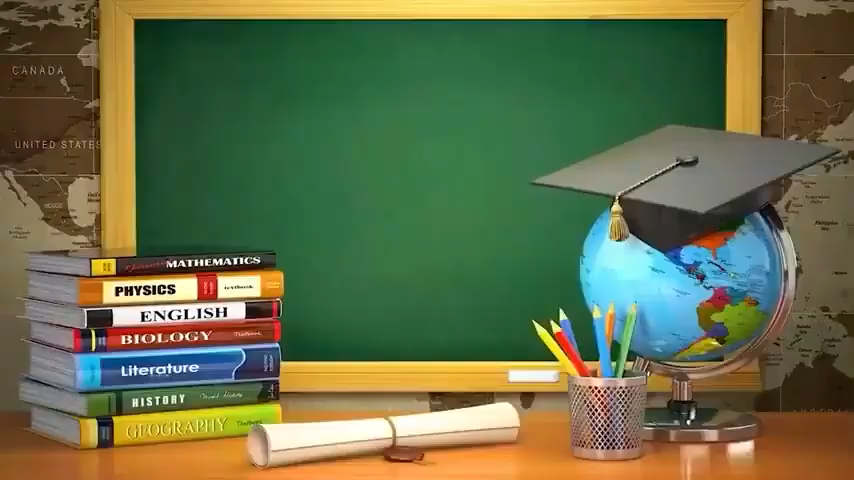 CANADA
UNITED STATES
MATHEMATICS
PHYSICS
textbook
ENGLISH
BIOLOGY
Literature
HISTORY World history
GEOGRAPHY